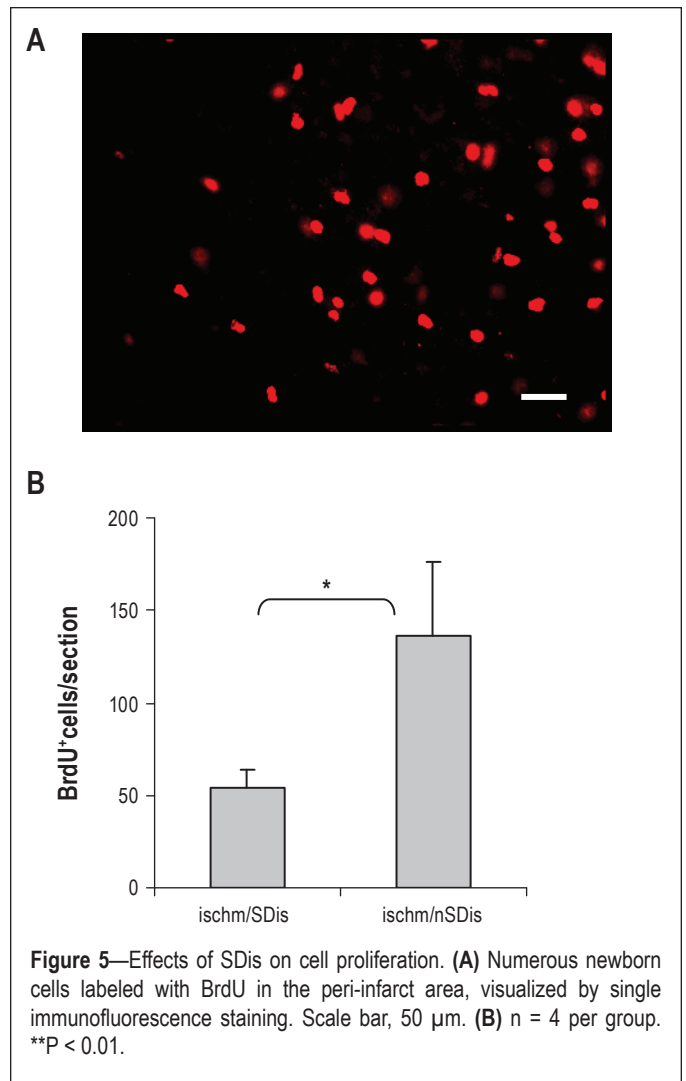 A
B
200
150
100
50
0
BrdU⁺cells/section
*
ischm/SDis
ischm/nSDis
Figure 5—Effects of SDis on cell proliferation. (A) Numerous newborn
cells labeled with BrdU in the peri-infarct area, visualized by single
immunofluorescence staining. Scale bar, 50 µm. (B) n = 4 per group.
**P < 0.01.